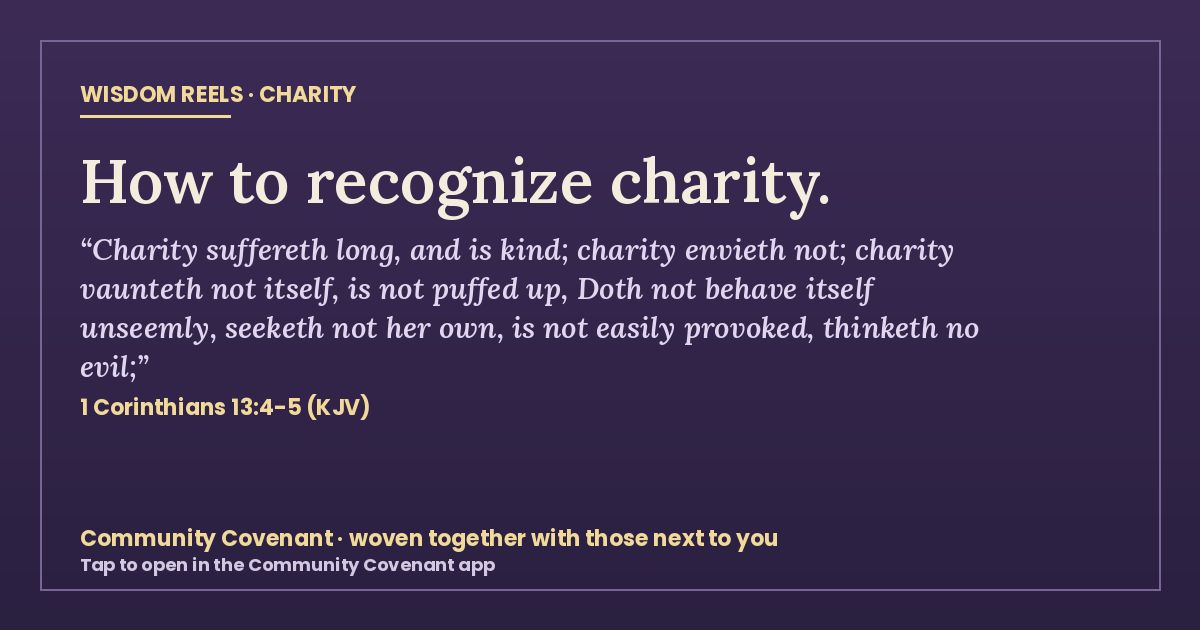 WISDOM REELS · CHARITY
How to recognize charity.
“Charity suffereth long, and is kind; charity envieth not; charity
vaunteth not itself, is not puffed up, Doth not behave itself
unseemly, seeketh not her own, is not easily provoked, thinketh no
evil;”
1 Corinthians 13:4–5 (KJV)
Community Covenant · woven together with those next to you
Tap to open in the Community Covenant app